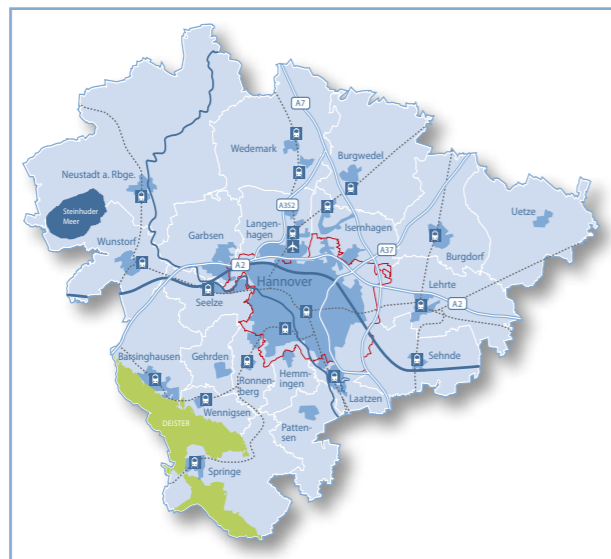 A7
Wedemark
Burgwedel
Neustadt a. Rbge.
A352
Steinhuder
Meer
Uetze
Garbsen
Langen-
hagen
Isernhagen
Wunstorf
A37
Burgdorf
A2
Hannover
Lehrte
Seelze
A2
Barsinghausen
Gehrden
Sehnde
Ronnen-
berg
Hemm-
ingen
Laatzen
Wennigsen
DEISTER
Patten-
sen
Springe